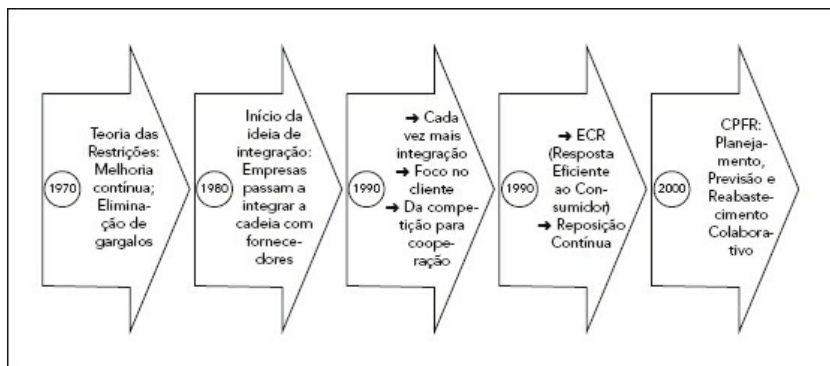 1970
Teoria das
Restrições:
Melhoria
contínua;
Elimina-
ção de
gargalos
1980
Início da
ideia de
integração:
Empresas
passam a
integrar a
cadeia com
fornece-
dores
1990
→ Cada
vez mais
integração
→ Foco no
cliente
→ Da compe-
tição para
coope-
ração
1990
→ ECR
(Resposta
Eficiente
ao Con-
sumidor)
→ Reposição
Contínua
2000
CPFR:
Planeja-
mento,
Previsão e
Reabaste-
cimento
Colabora-
tivo